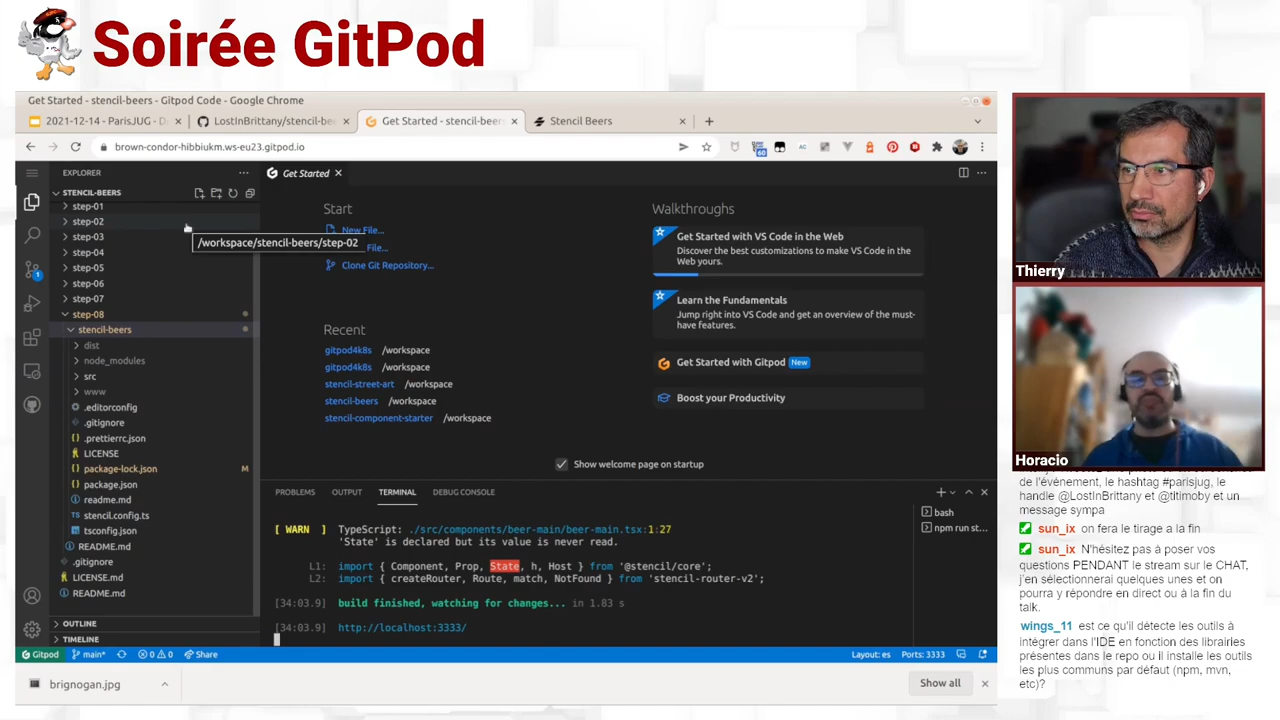 Soirée GitPod
Get Started - stencil-beers - Gitpod Code - Google Chrome
2021-12-14 - ParisJUG - D
LostInBrittany/stencil-be
Get Started - stencil-beers
Stencil Beers
brown-condor-hibbiukm.ws-eu23.gitpod.io
60
AC
EXPLORER
STENCIL-BEERS
step-01
step-02
/workspace/stencil-beers/step-02
step-03
step-04
step-05
step-06
step-07
step-08
stencil-beers
dist
node_modules
src
www
.editorconfig
.gitignore
.prettierrc.json
LICENSE
package-lock.json M
package.json
readme.md
stencil.config.ts
tsconfig.json
README.md
.gitignore
LICENSE.md
README.md
OUTLINE
TIMELINE
1
Get Started
Start
New File...
File...
Clone Git Repository...
Recent
gitpod4k8s /workspace
gitpod4k8s /workspace
stencil-street-art /workspace
stencil-beers /workspace
stencil-component-starter /workspace
Walkthroughs
Get Started with VS Code in the Web
Discover the best customizations to make VS Code in the
Web yours.
Learn the Fundamentals
Jump right into VS Code and get an overview of the must-
have features.
Get Started with Gitpod New
Boost your Productivity
Show welcome page on startup
PROBLEMS OUTPUT TERMINAL DEBUG CONSOLE
[ WARN ] TypeScript: ./src/components/beer-main/beer-main.tsx:1:27
'State' is declared but its value is never read.
L1: import { Component, Prop, State, h, Host } from '@stencil/core';
L2: import { createRouter, Route, match, NotFound } from 'stencil-router-v2';
[34:03.9] build finished, watching for changes... in 1.83 s
[34:03.9] http://localhost:3333/
bash
npm run st...
Gitpod main* 0 0 Share
Layout: es Ports: 3333
brignogan.jpg
Show all
Thierry
Horacio
de l'événement, le hashtag #parisjug, le
handle @LostInBrittany et @titimoby et un
message sympa
sun_ix on fera le tirage a la fin
sun_ix N'hésitez pas à poser vos
questions PENDANT le stream sur le CHAT,
j'en sélectionnerai quelques unes et on
pourra y répondre en direct ou à la fin du
talk.
wings_11 est ce qu'il détecte les outils à
intégrer dans l'IDE en fonction des librairies
présentes dans le repo ou il installe les outils
les plus communs par défaut (npm, mvn,
etc)?